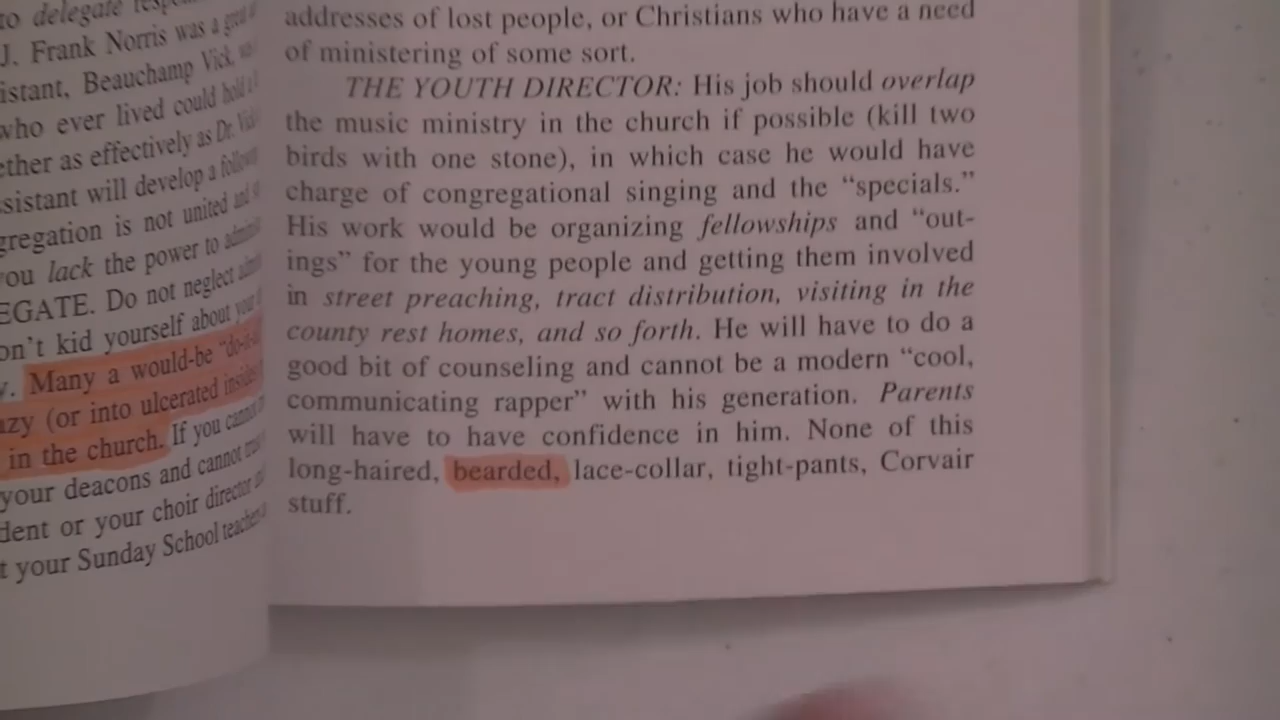 to delegate
J. Frank Norris was a great
istant, Beauchamp Vick,
who ever lived could hold
ether as effectively as Dr.
sistant will develop a
gregation is not united and
you lack the power to
EGATE. Do not neglect
on't kid yourself about your
y. Many a would-be
azy (or into ulcerated
in the church. If you cannot
your deacons and cannot
dent or your choir director
t your Sunday School
addresses of lost people, or Christians who have a need
of ministering of some sort.
THE YOUTH DIRECTOR: His job should overlap
the music ministry in the church if possible (kill two
birds with one stone), in which case he would have
charge of congregational singing and the “specials.”
His work would be organizing fellowships and “out-
ings” for the young people and getting them involved
in street preaching, tract distribution, visiting in the
county rest homes, and so forth. He will have to do a
good bit of counseling and cannot be a modern “cool,
communicating rapper” with his generation. Parents
will have to have confidence in him. None of this
long-haired, bearded, lace-collar, tight-pants, Corvair
stuff.